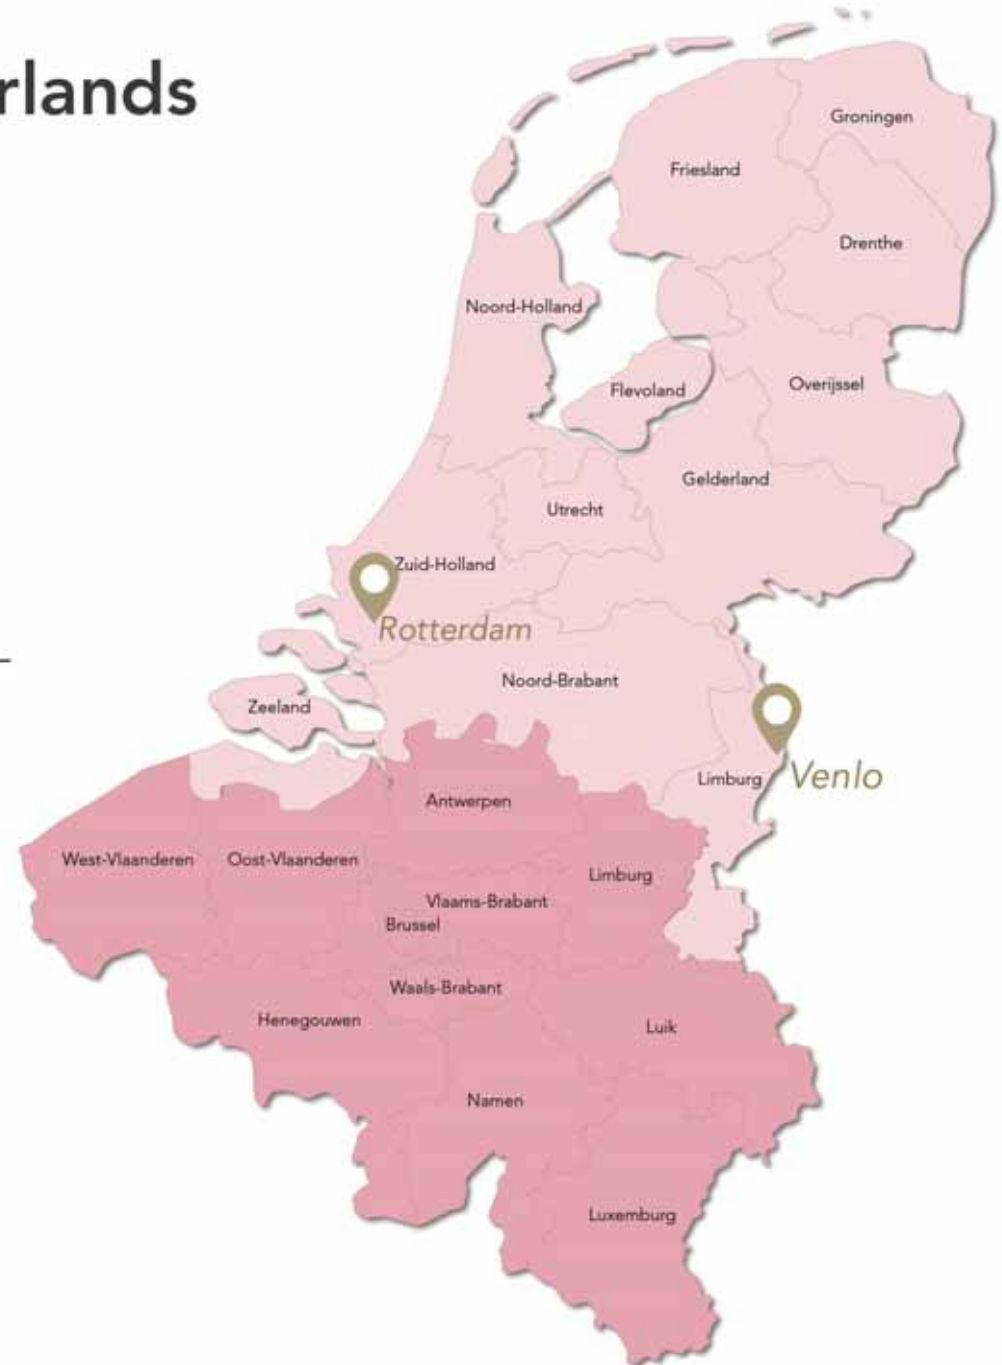 rlands
Groningen
Friesland
Drenthe
Noord-Holland
Overijssel
Flevoland
Gelderland
Utrecht
Zuid-Holland
Rotterdam
Noord-Brabant
Zeeland
Limburg
Venlo
Antwerpen
West-Vlaanderen
Oost-Vlaanderen
Limburg
Vlaams-Brabant
Brussel
Waals-Brabant
Henegouwen
Luik
Namen
Luxemburg